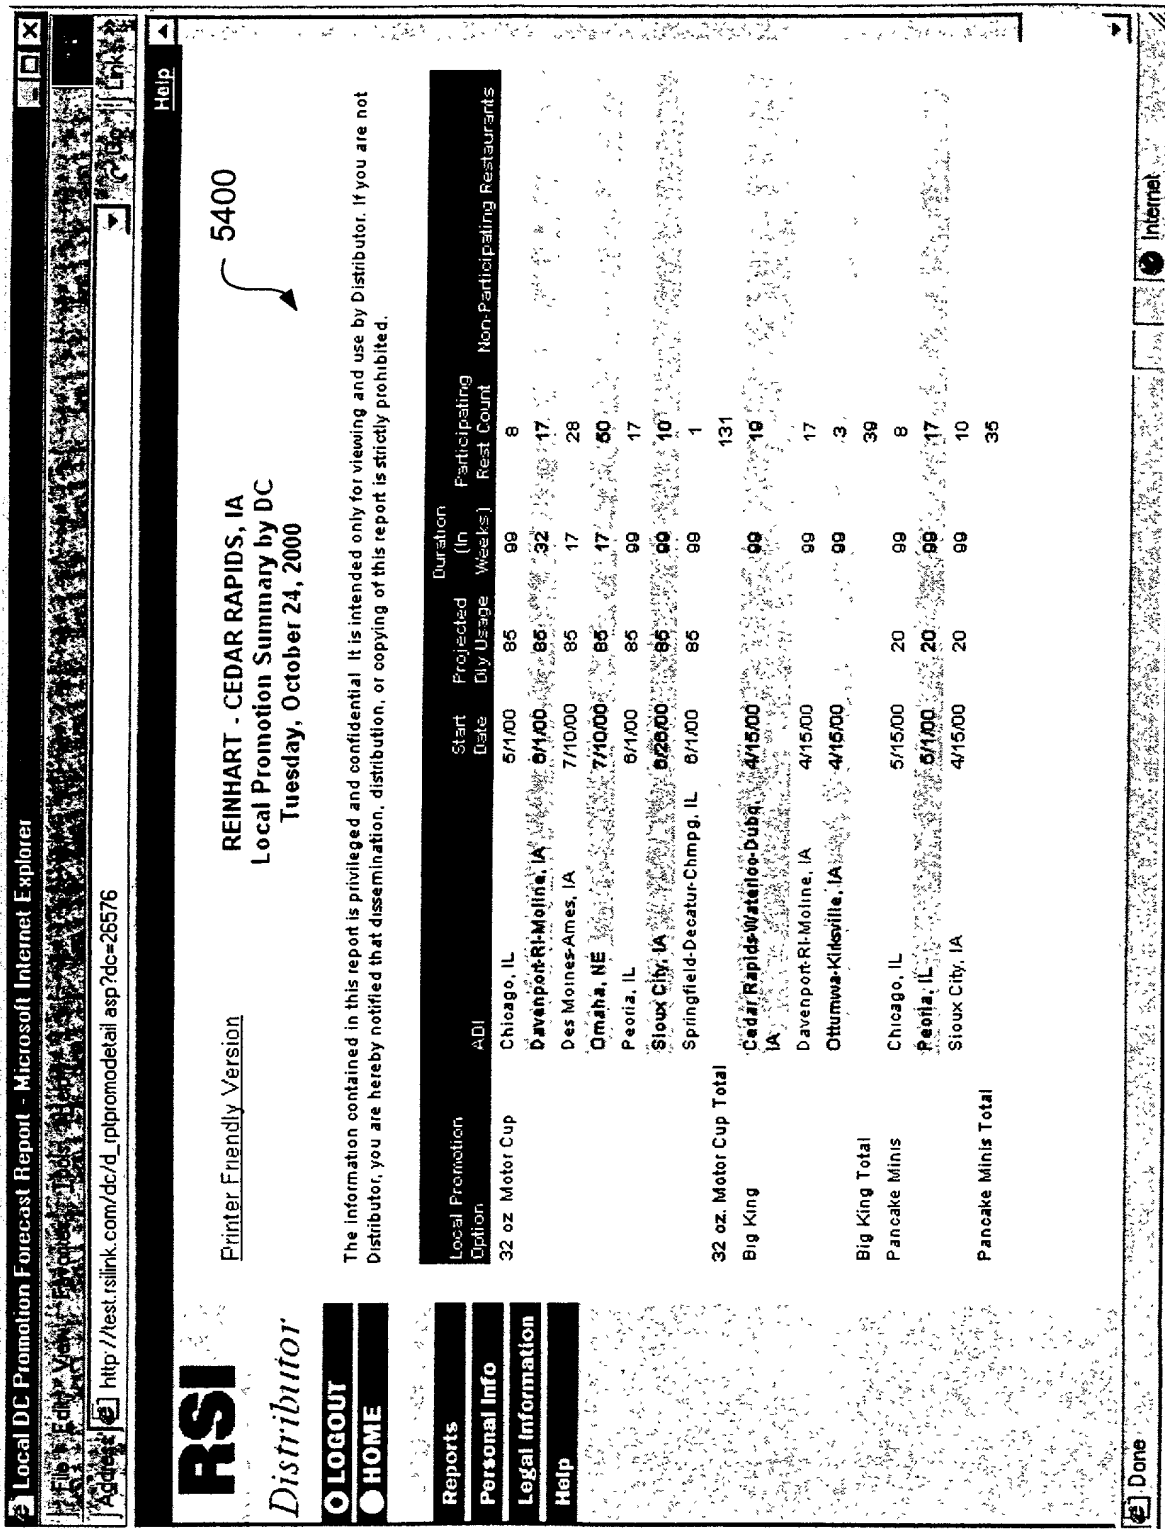 Local DC Promotion Forecast Report - Microsoft Internet Explorer
File Edit View Favorites Tools Help
Address http://test.rsilink.com/dc/d_rptpromodetail asp?dc=26576 Go Links »
Help
RSI
Distributor
LOGOUT
HOME
Reports
Personal Info
Legal Information
Help
Printer Friendly Version
REINHART - CEDAR RAPIDS, IA
Local Promotion Summary by DC
Tuesday, October 24, 2000
5400
The information contained in this report is privileged and confidential It is intended only for viewing and use by Distributor. If you are not
Distributor, you are hereby notified that dissemination, distribution, or copying of this report is strictly prohibited.
Local Promotion Option ADI Start Date Projected Dly Usage Duration (In Weeks) Participating Rest Count Non-Participating Restaurants
32 oz Motor Cup Chicago, IL 5/1/00 85 99 8
Davenport-RI-Moline, IA 6/1/00 85 32 17
Des Moines-Ames, IA 7/10/00 85 17 28
Omaha, NE 7/10/00 85 17 50
Peoria, IL 6/1/00 85 99 17
Sioux City, IA 6/26/00 85 99 10
Springfield-Decatur-Chmpg, IL 6/1/00 85 99 1
32 oz. Motor Cup Total 131
Big King Cedar Rapids-Waterloo-Dubq, IA 4/15/00 99 19
Davenport-RI-Moline, IA 4/15/00 99 17
Ottumwa-Kirksville, IA 4/15/00 99 3
Big King Total 39
Pancake Minis Chicago, IL 5/15/00 20 99 8
Peoria, IL 5/1/00 20 99 17
Sioux City, IA 4/15/00 20 99 10
Pancake Minis Total 35
Done Internet